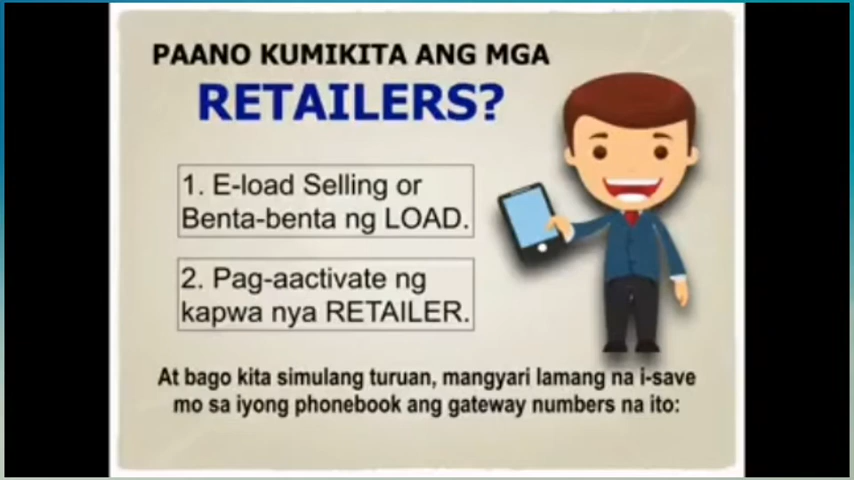 PAANO KUMIKITA ANG MGA
RETAILERS?
1. E-load Selling or
Benta-benta ng LOAD.
2. Pag-aactivate ng
kapwa nya RETAILER.
At bago kita simulang turuan, mangyari lamang na i-save
mo sa iyong phonebook ang gateway numbers na ito: